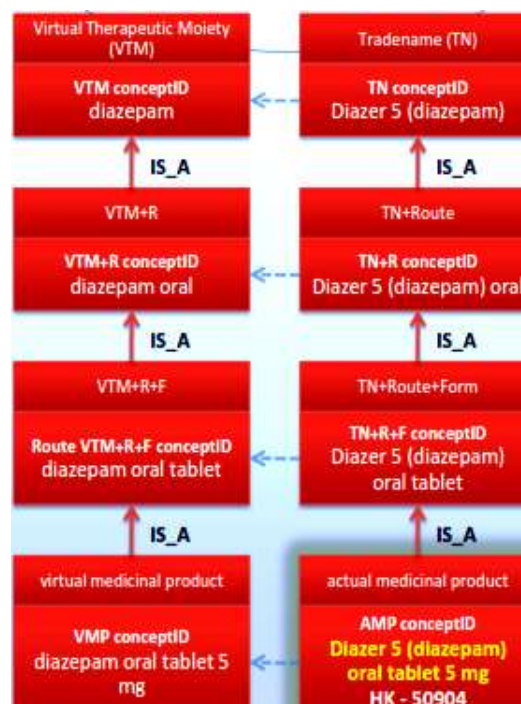 Virtual Therapeutic Moiety
(VTM)
VTM conceptID
diazepam
Tradename (TN)
TN conceptID
Diazer 5 (diazepam)
IS_A
IS_A
VTM+R
VTM+R conceptID
diazepam oral
TN+Route
TN+R conceptID
Diazer 5 (diazepam) oral
IS_A
IS_A
VTM+R+F
Route VTM+R+F conceptID
diazepam oral tablet
TN+Route+Form
TN+R+F conceptID
Diazer 5 (diazepam)
oral tablet
IS_A
IS_A
virtual medicinal product
VMP conceptID
diazepam oral tablet 5
mg
actual medicinal product
AMP conceptID
Diazer 5 (diazepam)
oral tablet 5 mg
HK - 50904